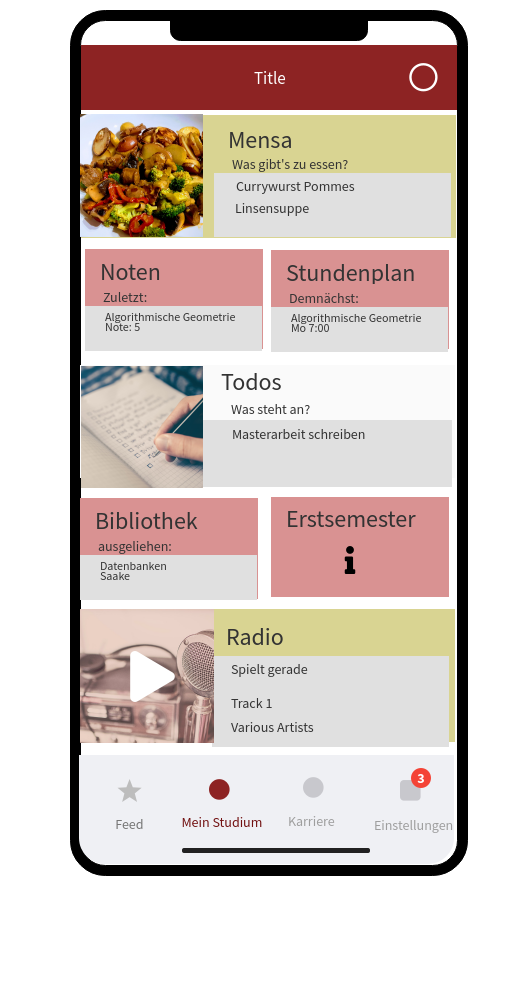 Title
Mensa
Was gibt's zu essen?
Currywurst Pommes
Linsensuppe
Noten
Zuletzt:
Algorithmische Geometrie
Note: 5
Stundenplan
Demnächst:
Algorithmische Geometrie
Mo 7:00
Todos
Was steht an?
Masterarbeit schreiben
Bibliothek
ausgeliehen:
Datenbanken
Saake
Erstsemester
Radio
Spielt gerade
Track 1
Various Artists
3
Feed
Mein Studium
Karriere
Einstellungen